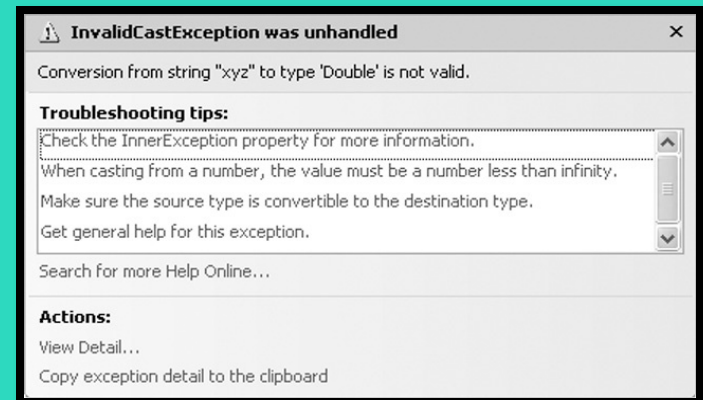 InvalidCastException was unhandled
Conversion from string "xyz" to type 'Double' is not valid.
Troubleshooting tips:
Check the InnerException property for more information.
When casting from a number, the value must be a number less than infinity.
Make sure the source type is convertible to the destination type.
Get general help for this exception.
Search for more Help Online...
Actions:
View Detail...
Copy exception detail to the clipboard